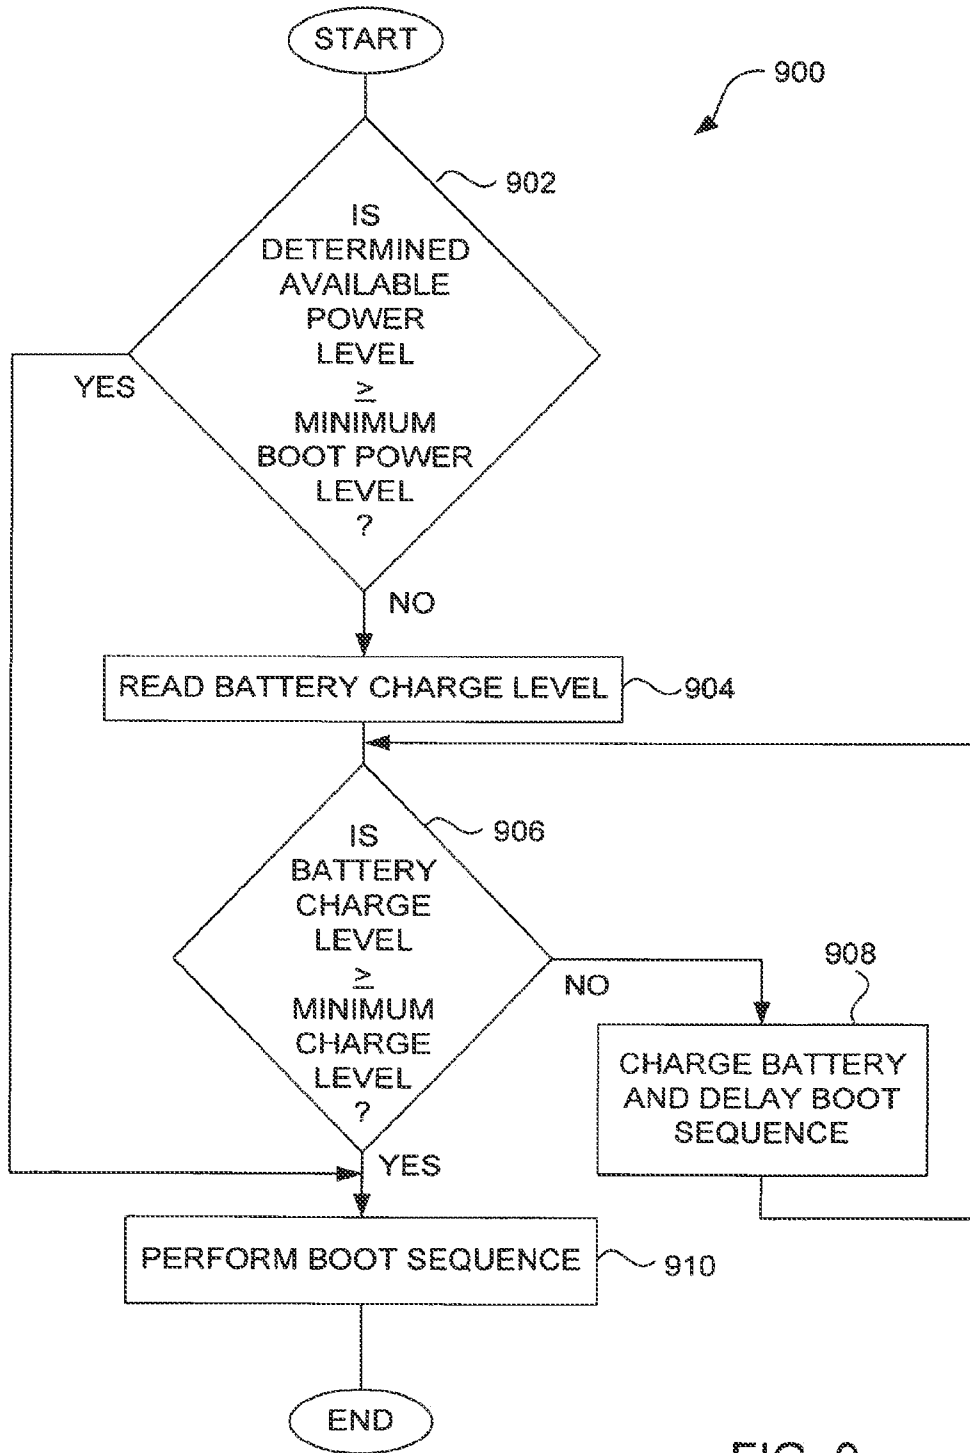 START
900
902
IS
DETERMINED
AVAILABLE
POWER
LEVEL
≥
MINIMUM
BOOT POWER
LEVEL
?
YES
NO
READ BATTERY CHARGE LEVEL
904
906
IS
BATTERY
CHARGE
LEVEL
≥
MINIMUM
CHARGE
LEVEL
?
NO
908
CHARGE BATTERY
AND DELAY BOOT
SEQUENCE
YES
PERFORM BOOT SEQUENCE
910
END